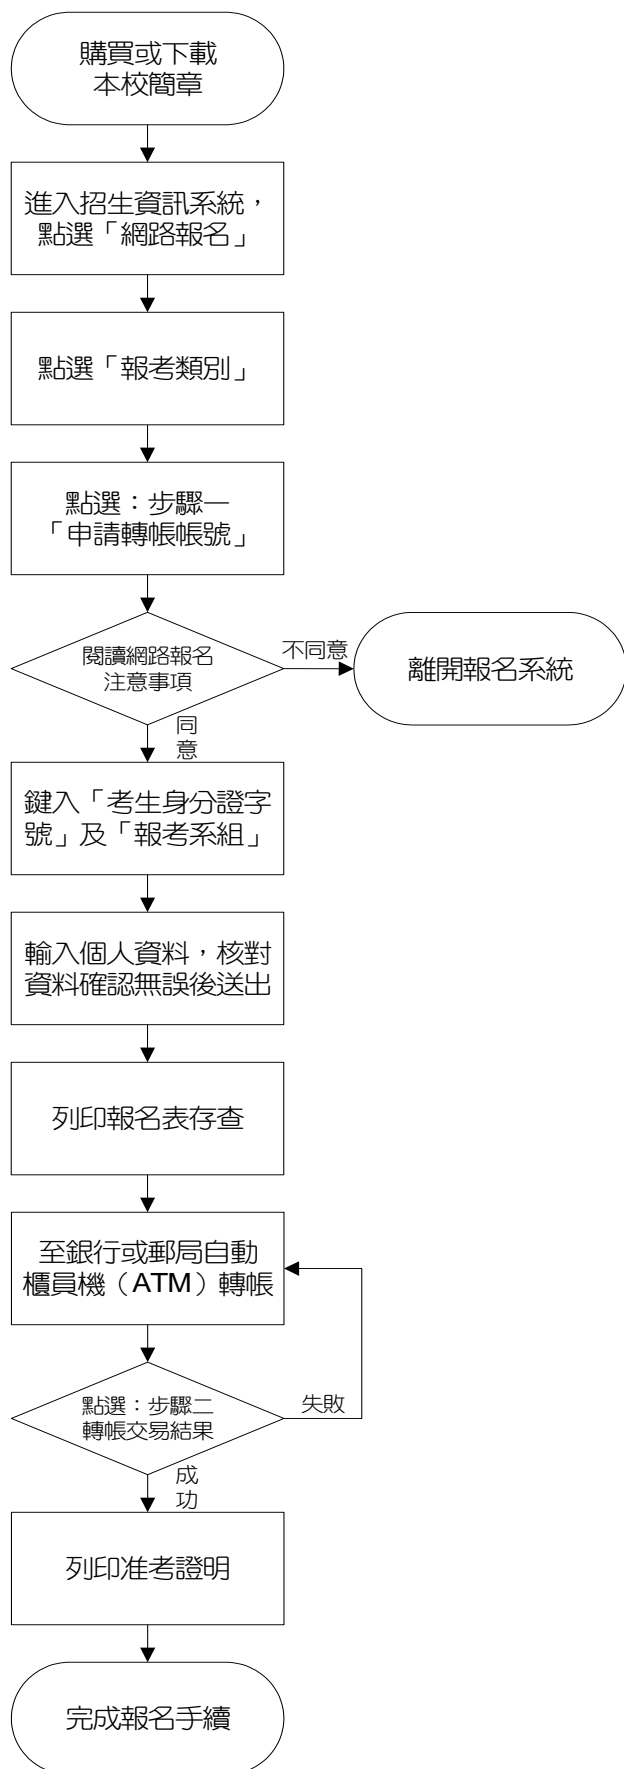 購買或下載
本校簡章
進入招生資訊系統，
點選「網路報名」
點選「報考類別」
點選：步驟一
「申請轉帳帳號」
閱讀網路報名
注意事項
不同意
離開報名系統
同
意
鍵入「考生身分證字
號」及「報考系組」
輸入個人資料，核對
資料確認無誤後送出
列印報名表存查
至銀行或郵局自動
櫃員機（ATM）轉帳
點選：步驟二
轉帳交易結果
失敗
成
功
列印准考證明
完成報名手續